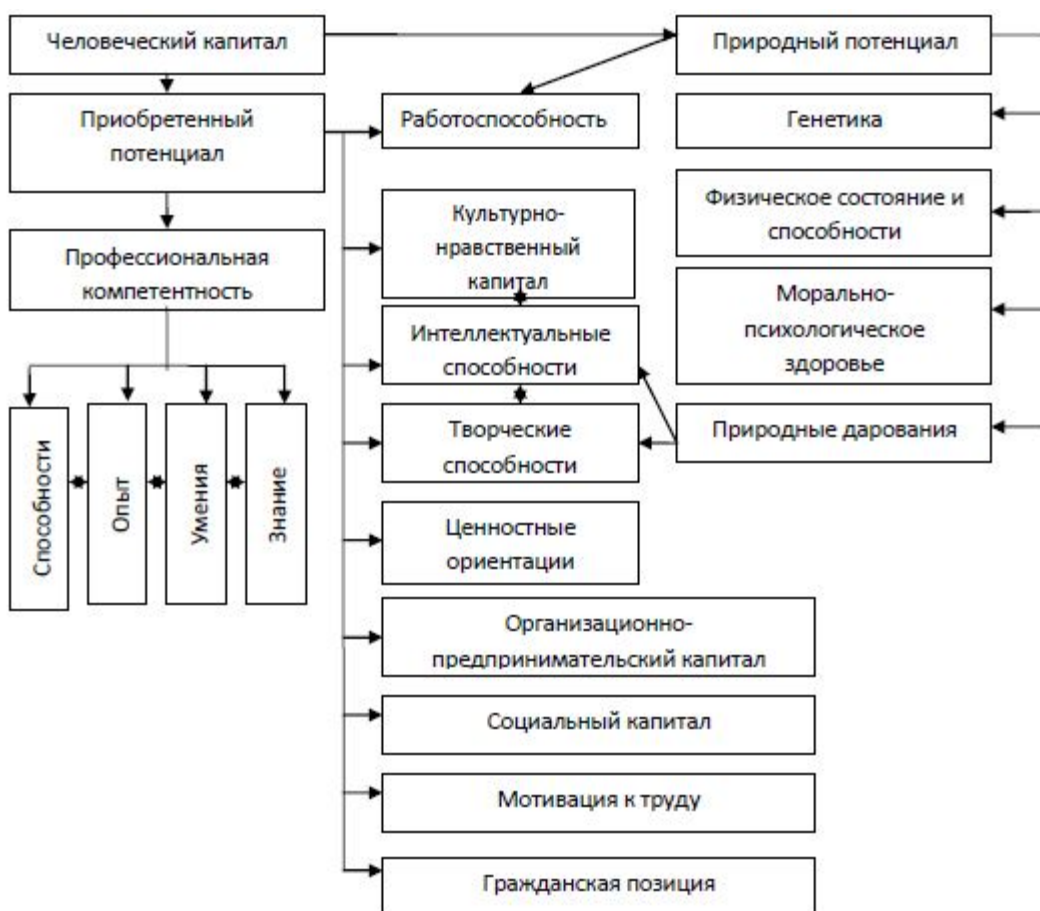 Человеческий капитал
Природный потенциал
Приобретенный
потенциал
Работоспособность
Генетика
Культурно-
нравственный
капитал
Физическое состояние и
способности
Профессиональная
компетентность
Морально-
психологическое
здоровье
Интеллектуальные
способности
Творческие
способности
Природные дарования
Способности
Опыт
Умения
Знание
Ценностные
ориентации
Организационно-
предпринимательский капитал
Социальный капитал
Мотивация к труду
Гражданская позиция